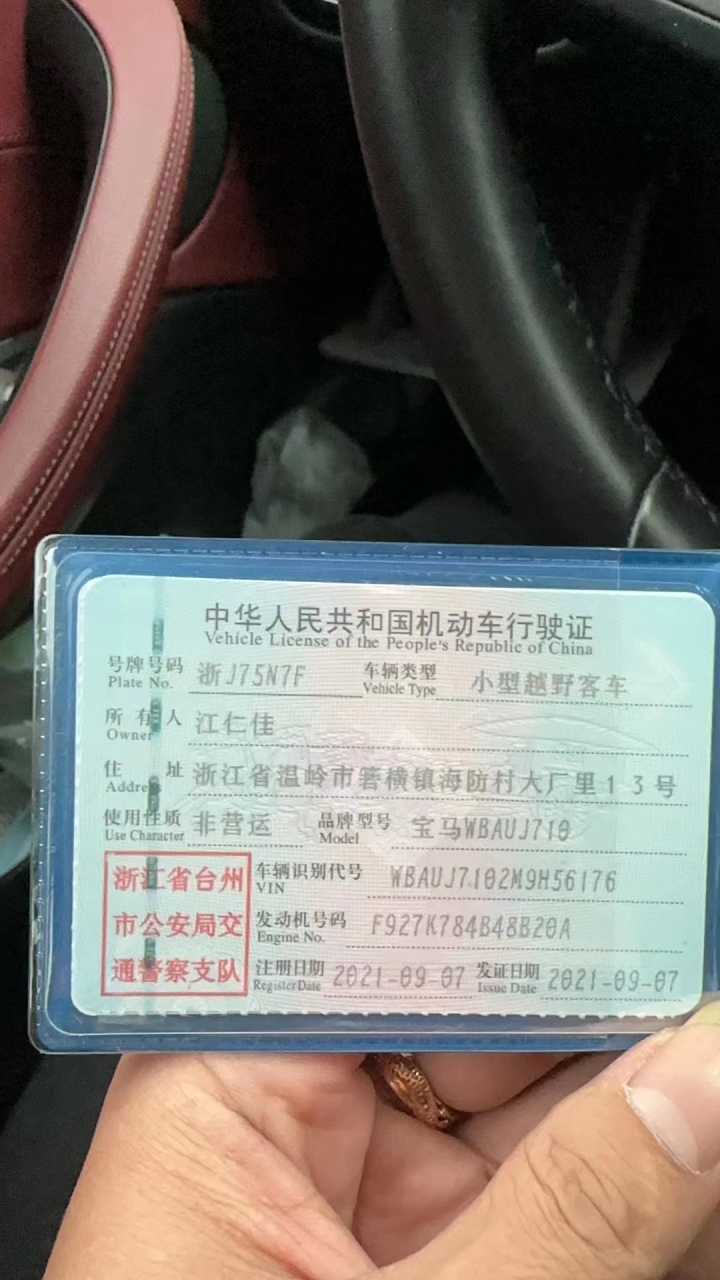 中华人民共和国机动车行驶证
Vehicle License of the People's Republic of China
号牌号码 浙J75N7F 车辆类型 小型越野客车
Plate No. Vehicle Type
所有人 江仁佳
Owner
住址 浙江省温岭市箬横镇海防村大厂里13号
Address
使用性质 非营运 品牌型号 宝马WBAUJ710
Use Character Model
浙江省台州 车辆识别代号 WBAUJ7102M9H56176
VIN
市公安局交 发动机号码 F927K784B48B20A
Engine No.
通警察支队 注册日期 2021-09-07 发证日期 2021-09-07
Register Date Issue Date